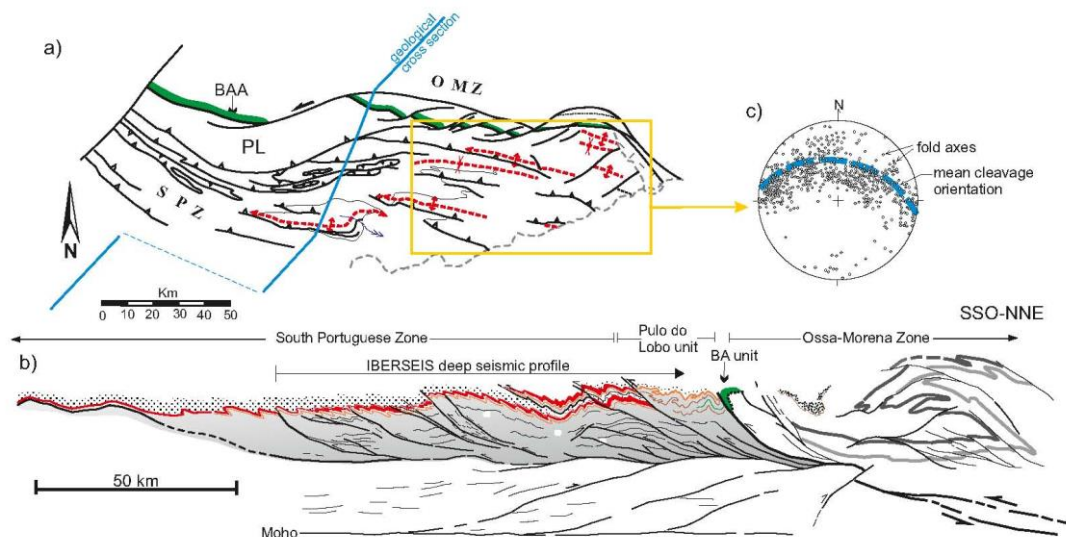 a)
geological
cross section
BAA
O M Z
PL
S P Z
N
Km
0 10 20 30 40 50
c)
N
fold axes
mean cleavage
orientation
SSO-NNE
South Portuguese Zone
Pulo do
Lobo unit
Ossa-Morena Zone
BA unit
b)
IBERSEIS deep seismic profile
50 km
Moho